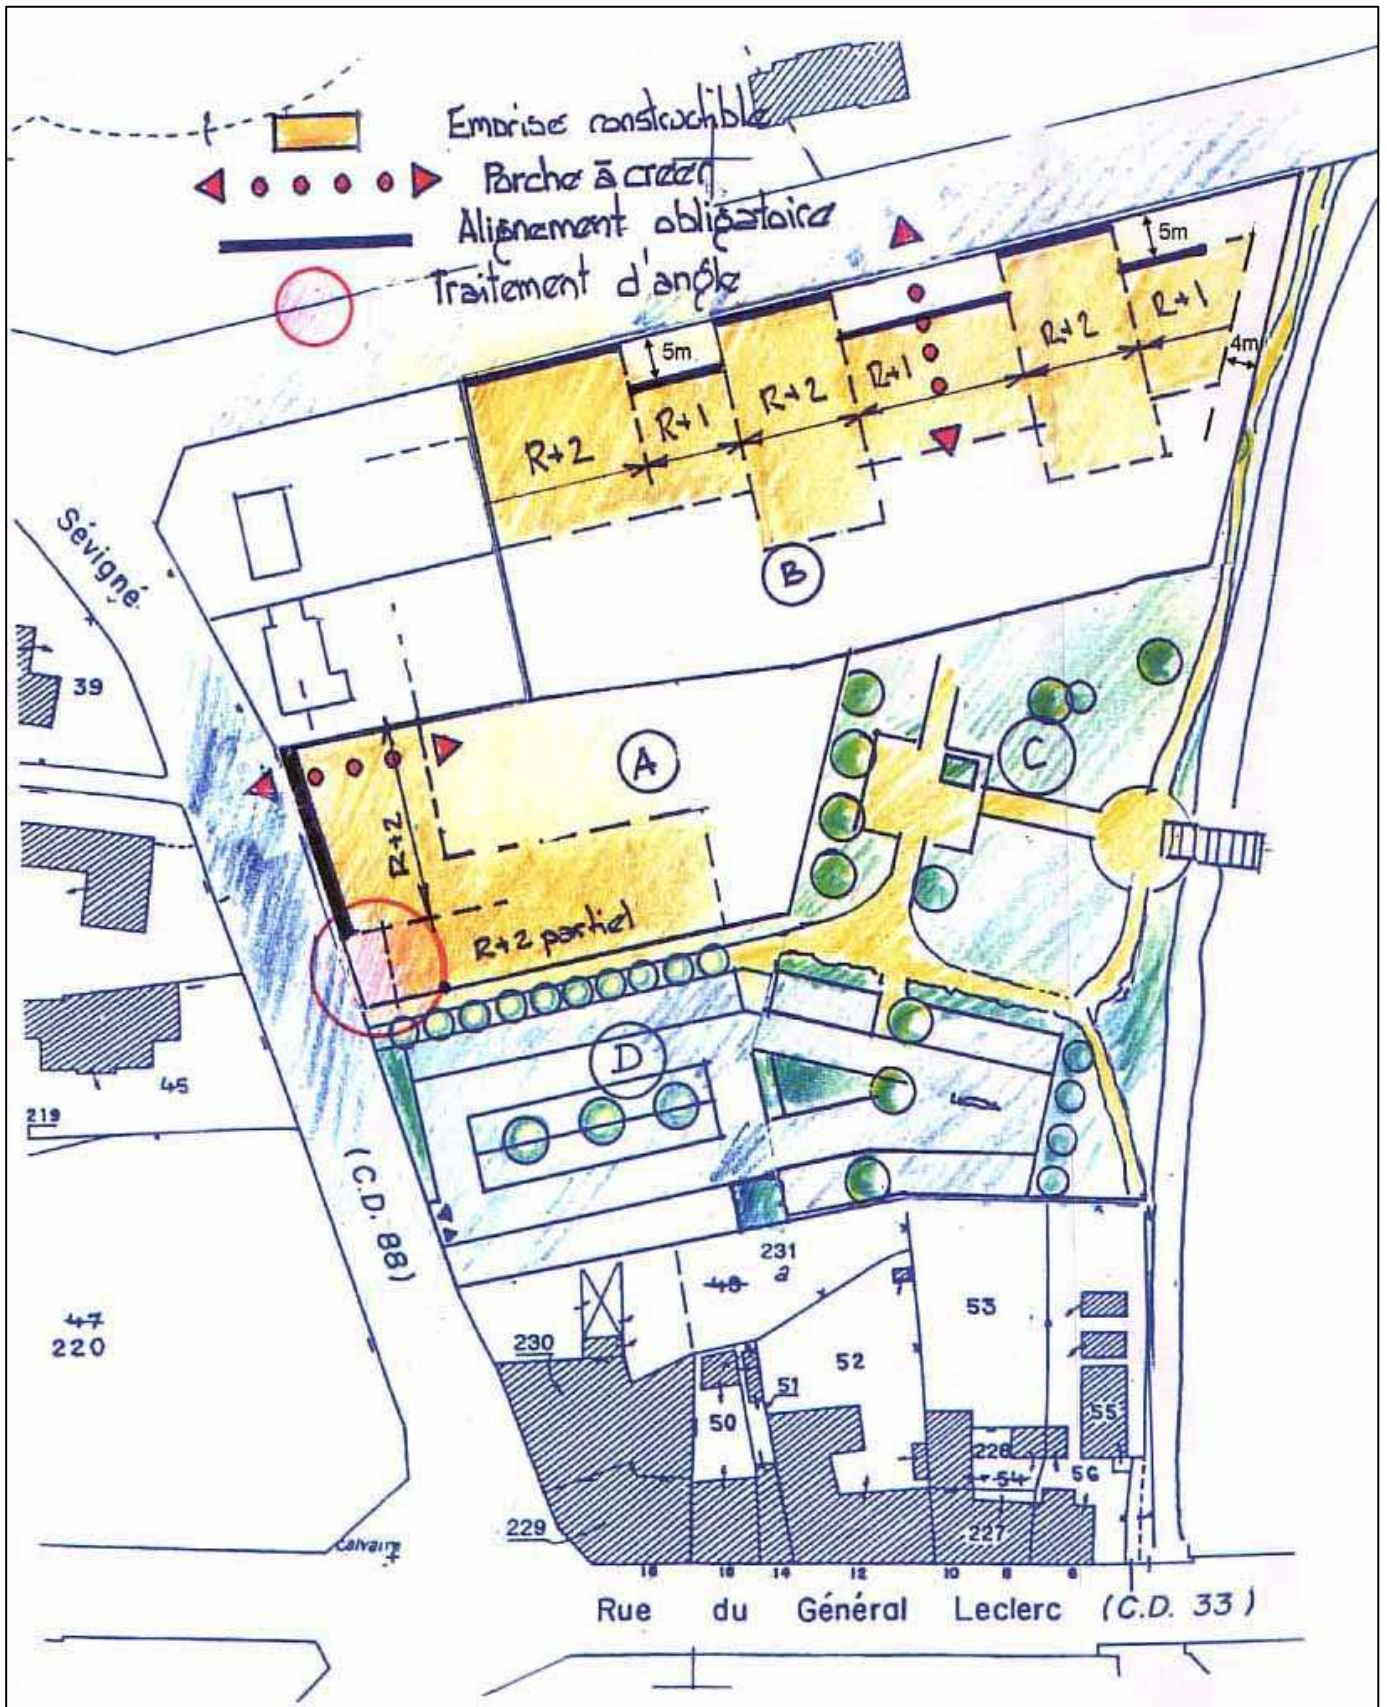 Emprise constructible
Porche à creer
Alignement obligatoire
Traitement d'angle
5m
R+1
4m
R+2
5m
R+1
R+2
R+1
R+2
B
Sévigné
39
A
C
R+2
R+2 partiel
D
45
219
(C.D. 88)
231
a
48
47
220
53
230
52
51
50
55
228
54
56
229
227
Calvaire
18
16
14
12
10
8
6
Rue du Général Leclerc (C.D. 33)